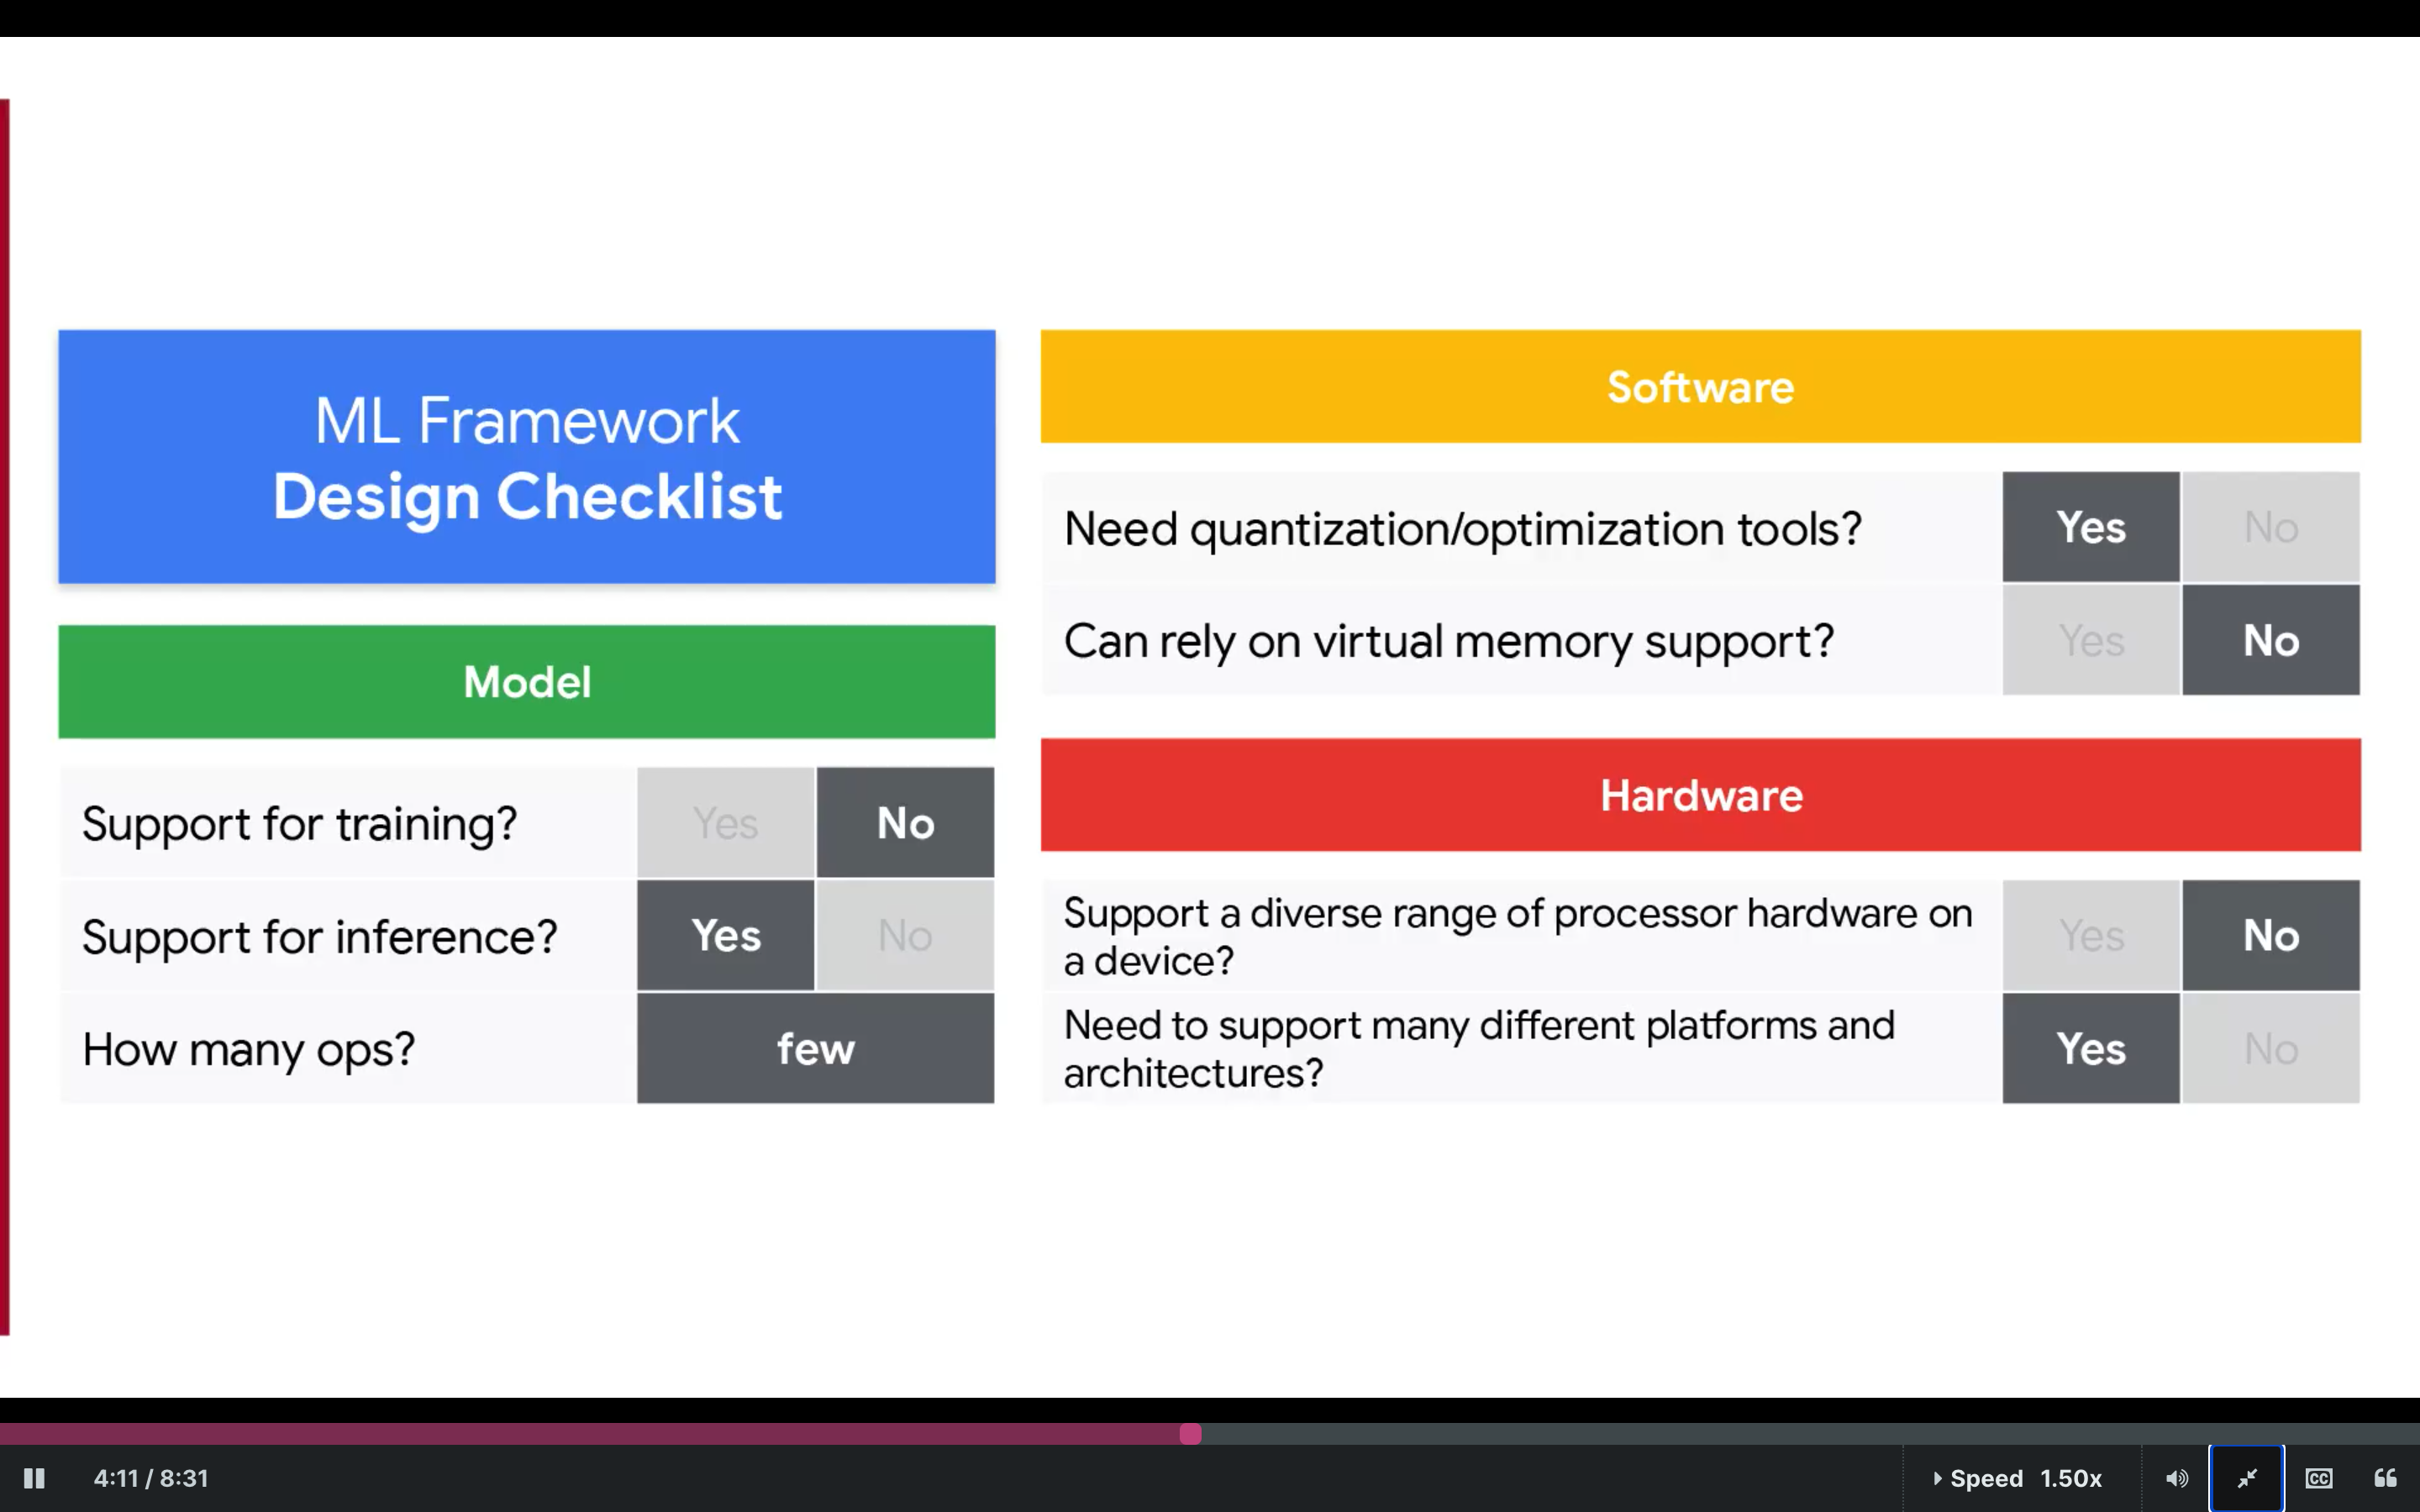 ML Framework
Design Checklist
Model
Support for training? Yes No
Support for inference? Yes No
How many ops? few
Software
Need quantization/optimization tools? Yes No
Can rely on virtual memory support? Yes No
Hardware
Support a diverse range of processor hardware on
a device? Yes No
Need to support many different platforms and
architectures? Yes No
4:11 / 8:31
Speed 1.50x
CC